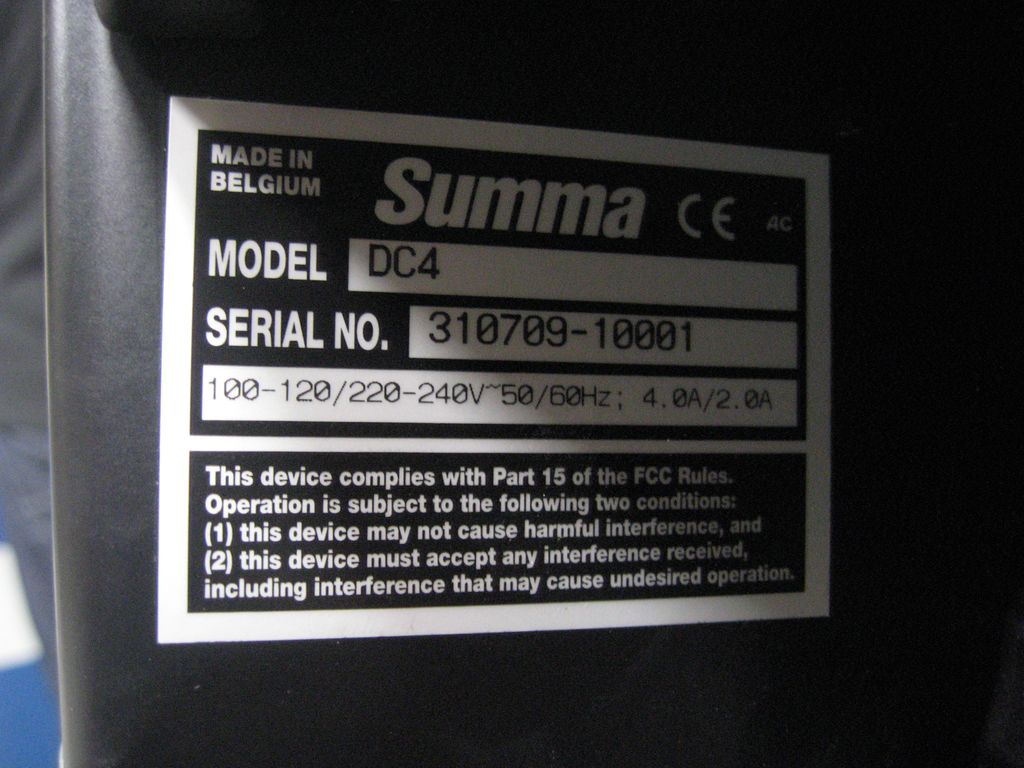 MADE IN
BELGIUM
Summa CE AC
MODEL DC4
SERIAL NO. 310709-10001
100-120/220-240V~50/60Hz; 4.0A/2.0A
This device complies with Part 15 of the FCC Rules.
Operation is subject to the following two conditions:
(1) this device may not cause harmful interference, and
(2) this device must accept any interference received,
including interference that may cause undesired operation.